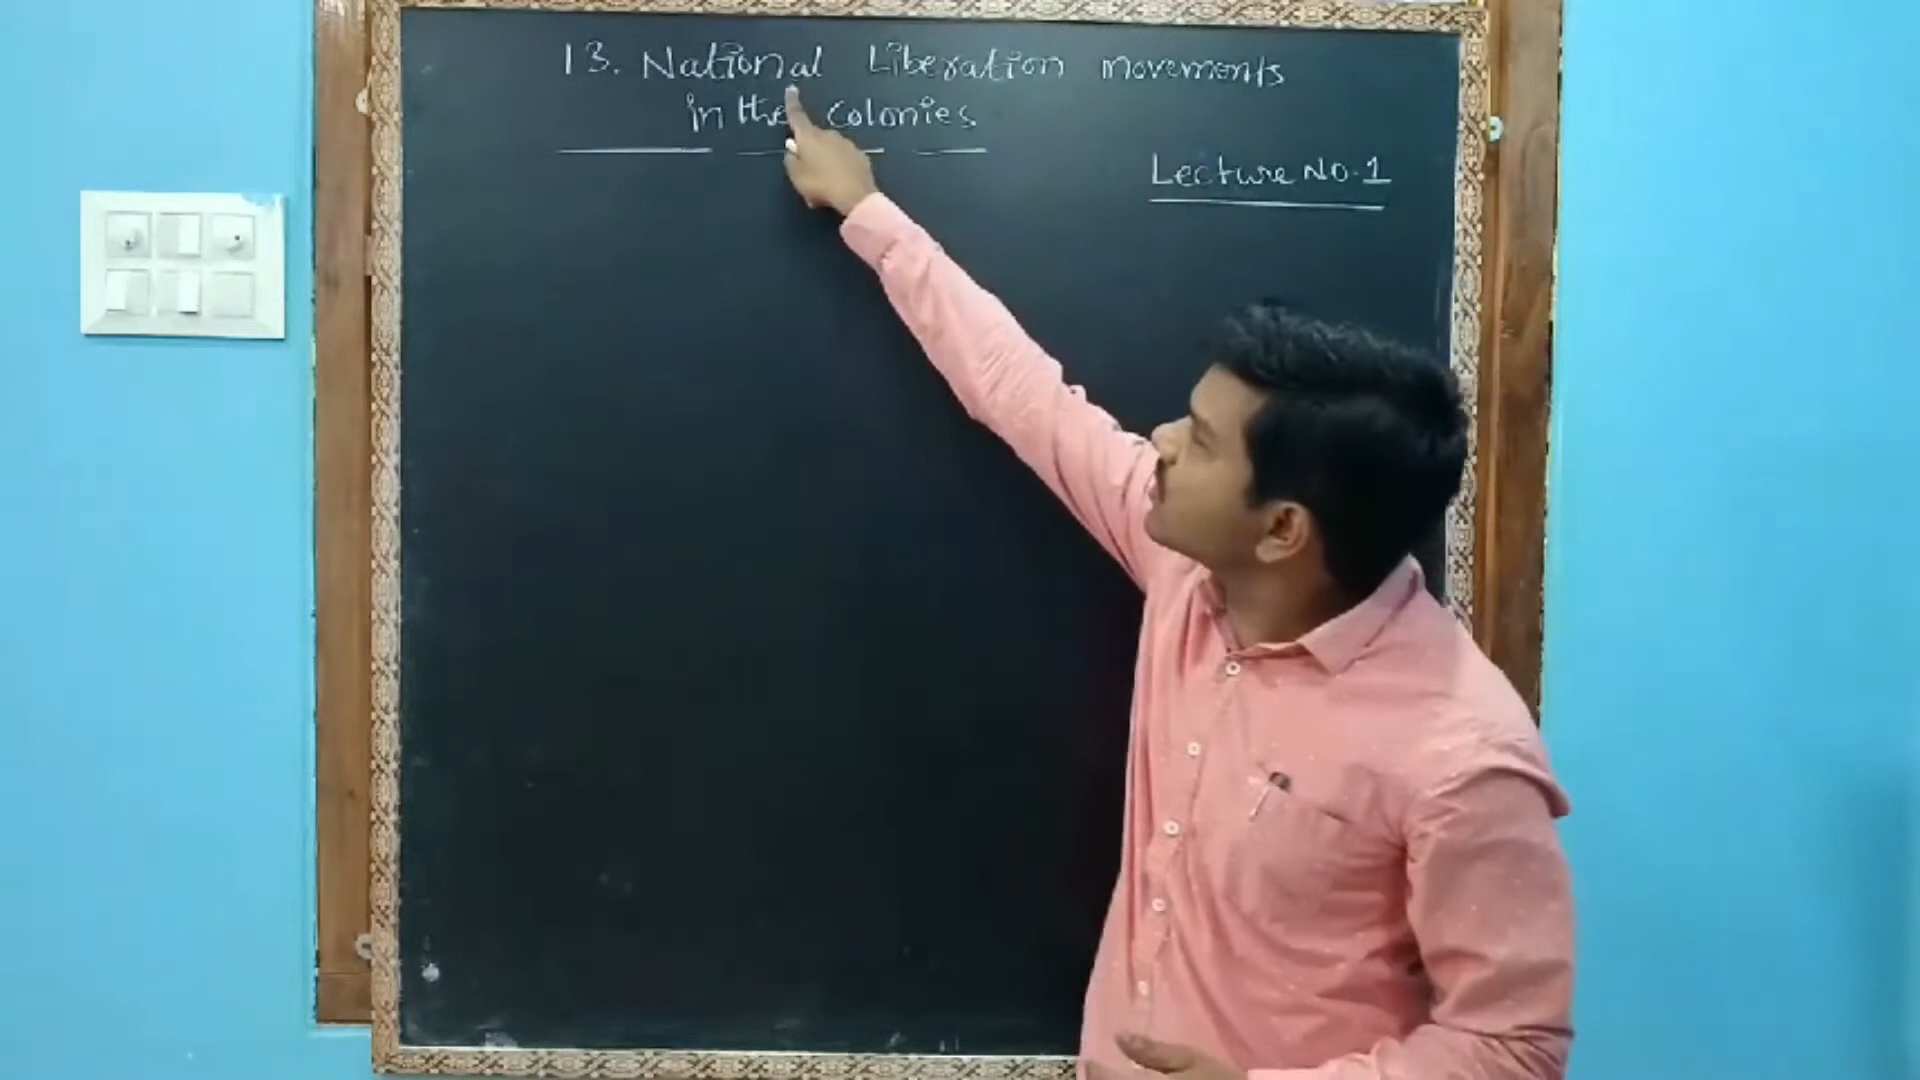 13. National Liberation movements
in the colonies
Lecture No.1